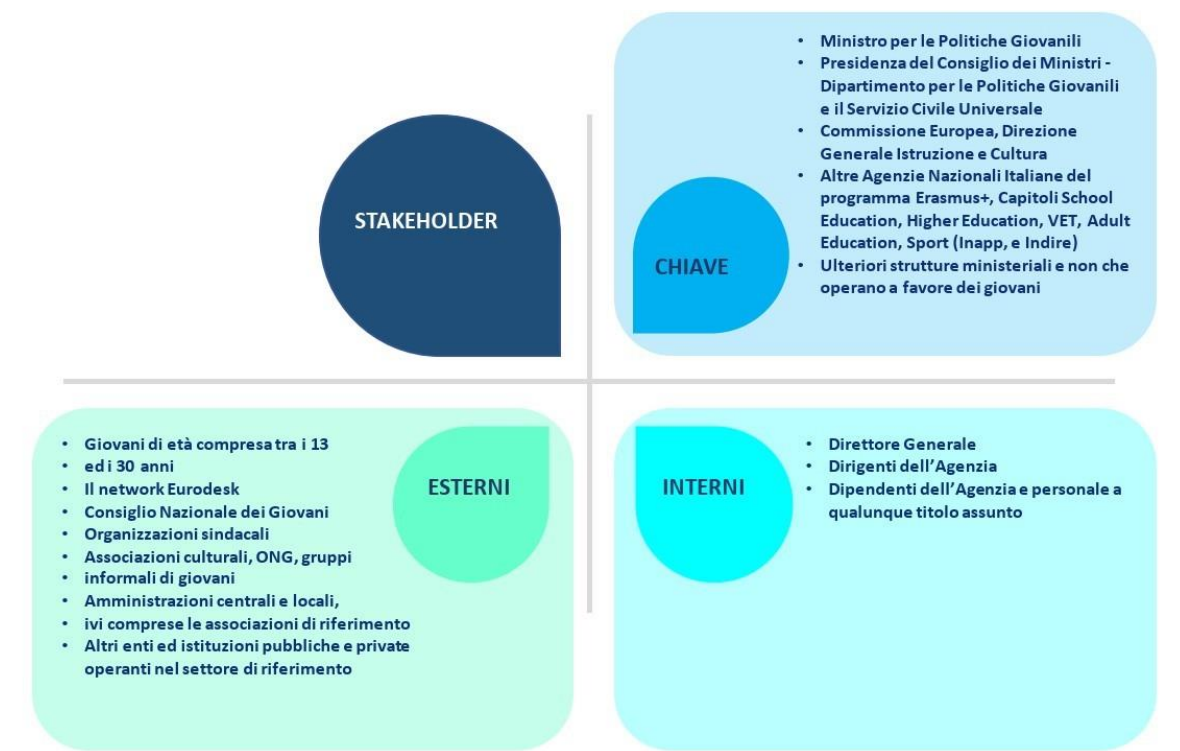 STAKEHOLDER
CHIAVE
• Ministro per le Politiche Giovanili
• Presidenza del Consiglio dei Ministri -
Dipartimento per le Politiche Giovanili
e il Servizio Civile Universale
• Commissione Europea, Direzione
Generale Istruzione e Cultura
• Altre Agenzie Nazionali Italiane del
programma Erasmus+, Capitoli School
Education, Higher Education, VET, Adult
Education, Sport (Inapp, e Indire)
• Ulteriori strutture ministeriali e non che
operano a favore dei giovani
ESTERNI
• Giovani di età compresa tra i 13
• ed i 30 anni
• Il network Eurodesk
• Consiglio Nazionale dei Giovani
• Organizzazioni sindacali
• Associazioni culturali, ONG, gruppi
• informali di giovani
• Amministrazioni centrali e locali,
• ivi comprese le associazioni di riferimento
• Altri enti ed istituzioni pubbliche e private
operanti nel settore di riferimento
INTERNI
• Direttore Generale
• Dirigenti dell’Agenzia
• Dipendenti dell’Agenzia e personale a
qualunque titolo assunto